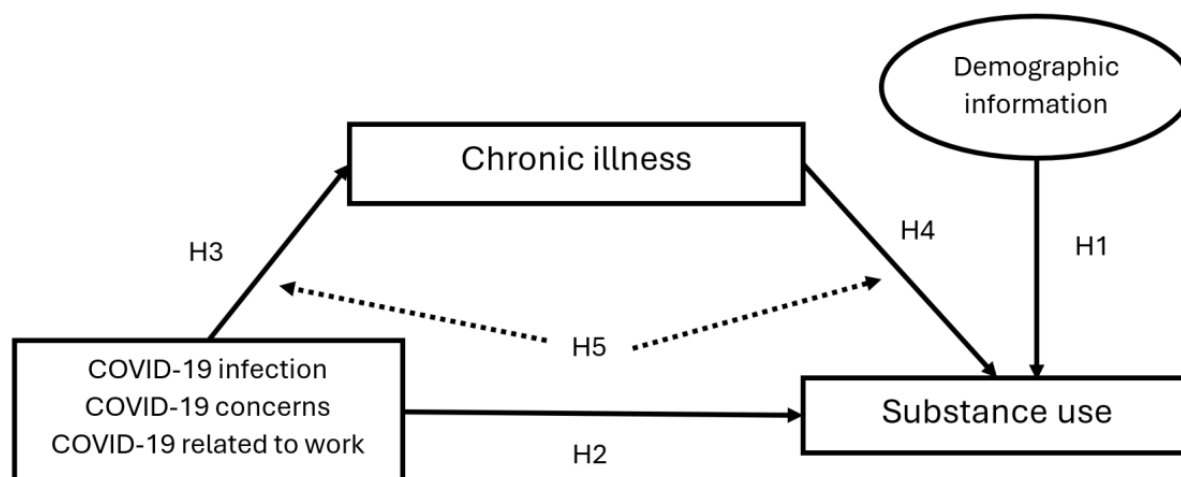 Demographic
information
Chronic illness
H3
H4
H1
H5
COVID-19 infection
COVID-19 concerns
COVID-19 related to work
Substance use
H2